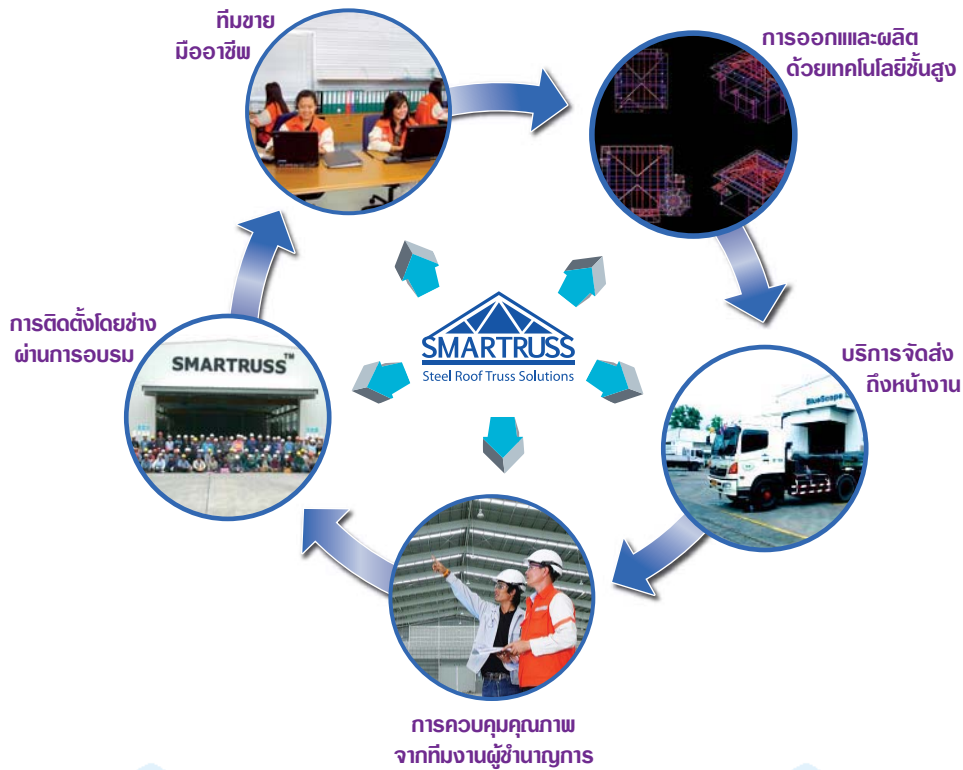 ทีมขาย
มืออาชีพ
การออกแและผลิต
ด้วยเทคโนโลยีชั้นสูง
การติดตั้งโดยช่าง
ผ่านการอบรม
SMARTRUSS™
SMARTRUSS
Steel Roof Truss Solutions
บริการจัดส่ง
ถึงหน้างาน
BlueScope
การควบคุมคุณภาพ
จากทีมงานผู้ชำนาญการ